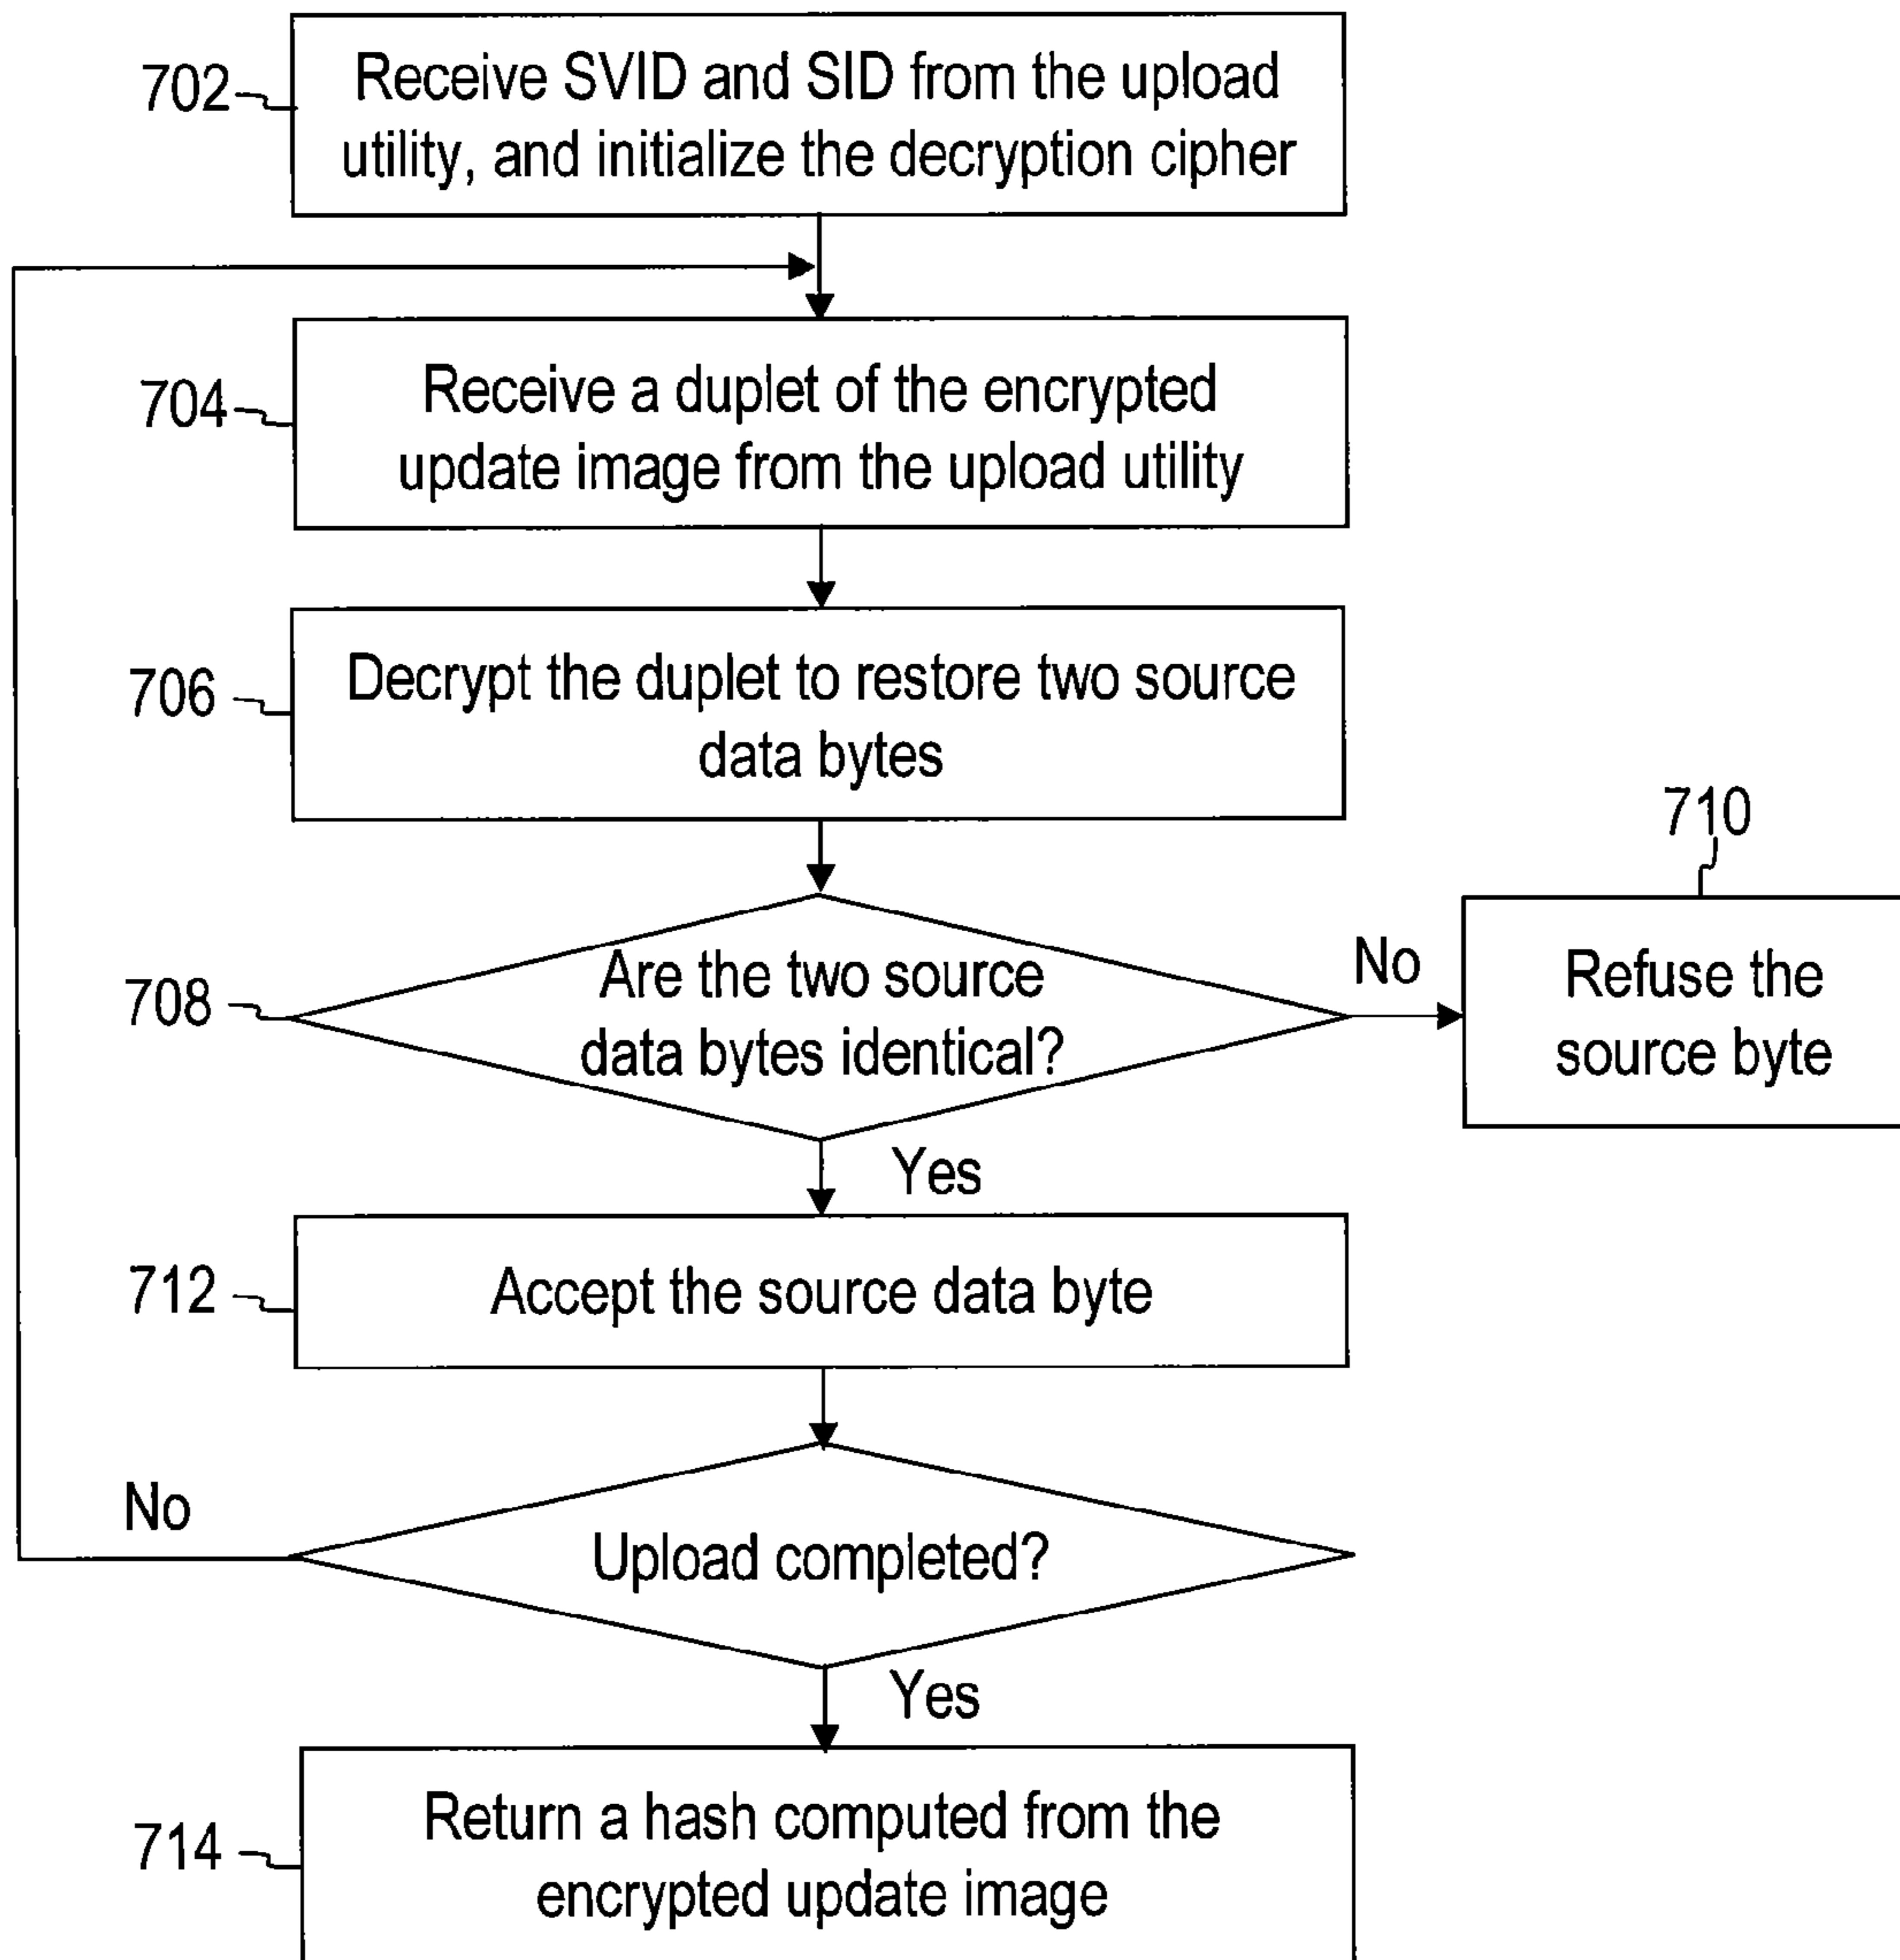 702
Receive SVID and SID from the upload
utility, and initialize the decryption cipher
704
Receive a duplet of the encrypted
update image from the upload utility
706
Decrypt the duplet to restore two source
data bytes
708
Are the two source
data bytes identical?
No
710
Refuse the
source byte
Yes
712
Accept the source data byte
No
Upload completed?
Yes
714
Return a hash computed from the
encrypted update image